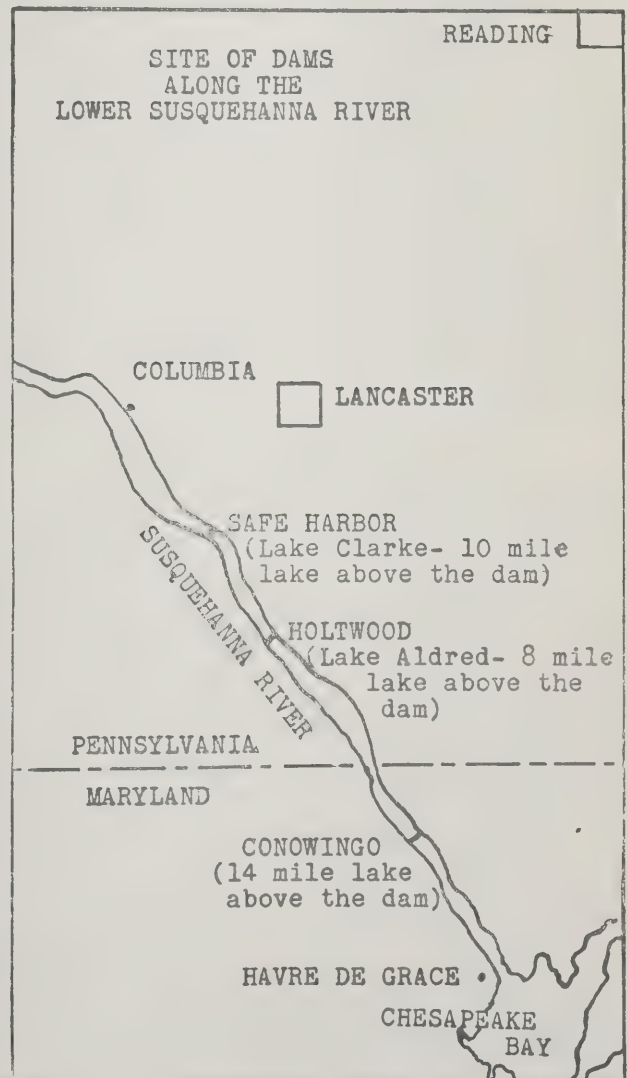 READING
SITE OF DAMS
ALONG THE
LOWER SUSQUEHANNA RIVER
COLUMBIA
LANCASTER
SAFE HARBOR
(Lake Clarke- 10 mile
lake above the dam)
SUSQUEHANNA RIVER
HOLTWOOD
(Lake Aldred- 8 mile
lake above the
dam)
PENNSYLVANIA
MARYLAND
CONOWINGO
(14 mile lake
above the dam)
HAVRE DE GRACE
CHESAPEAKE
BAY